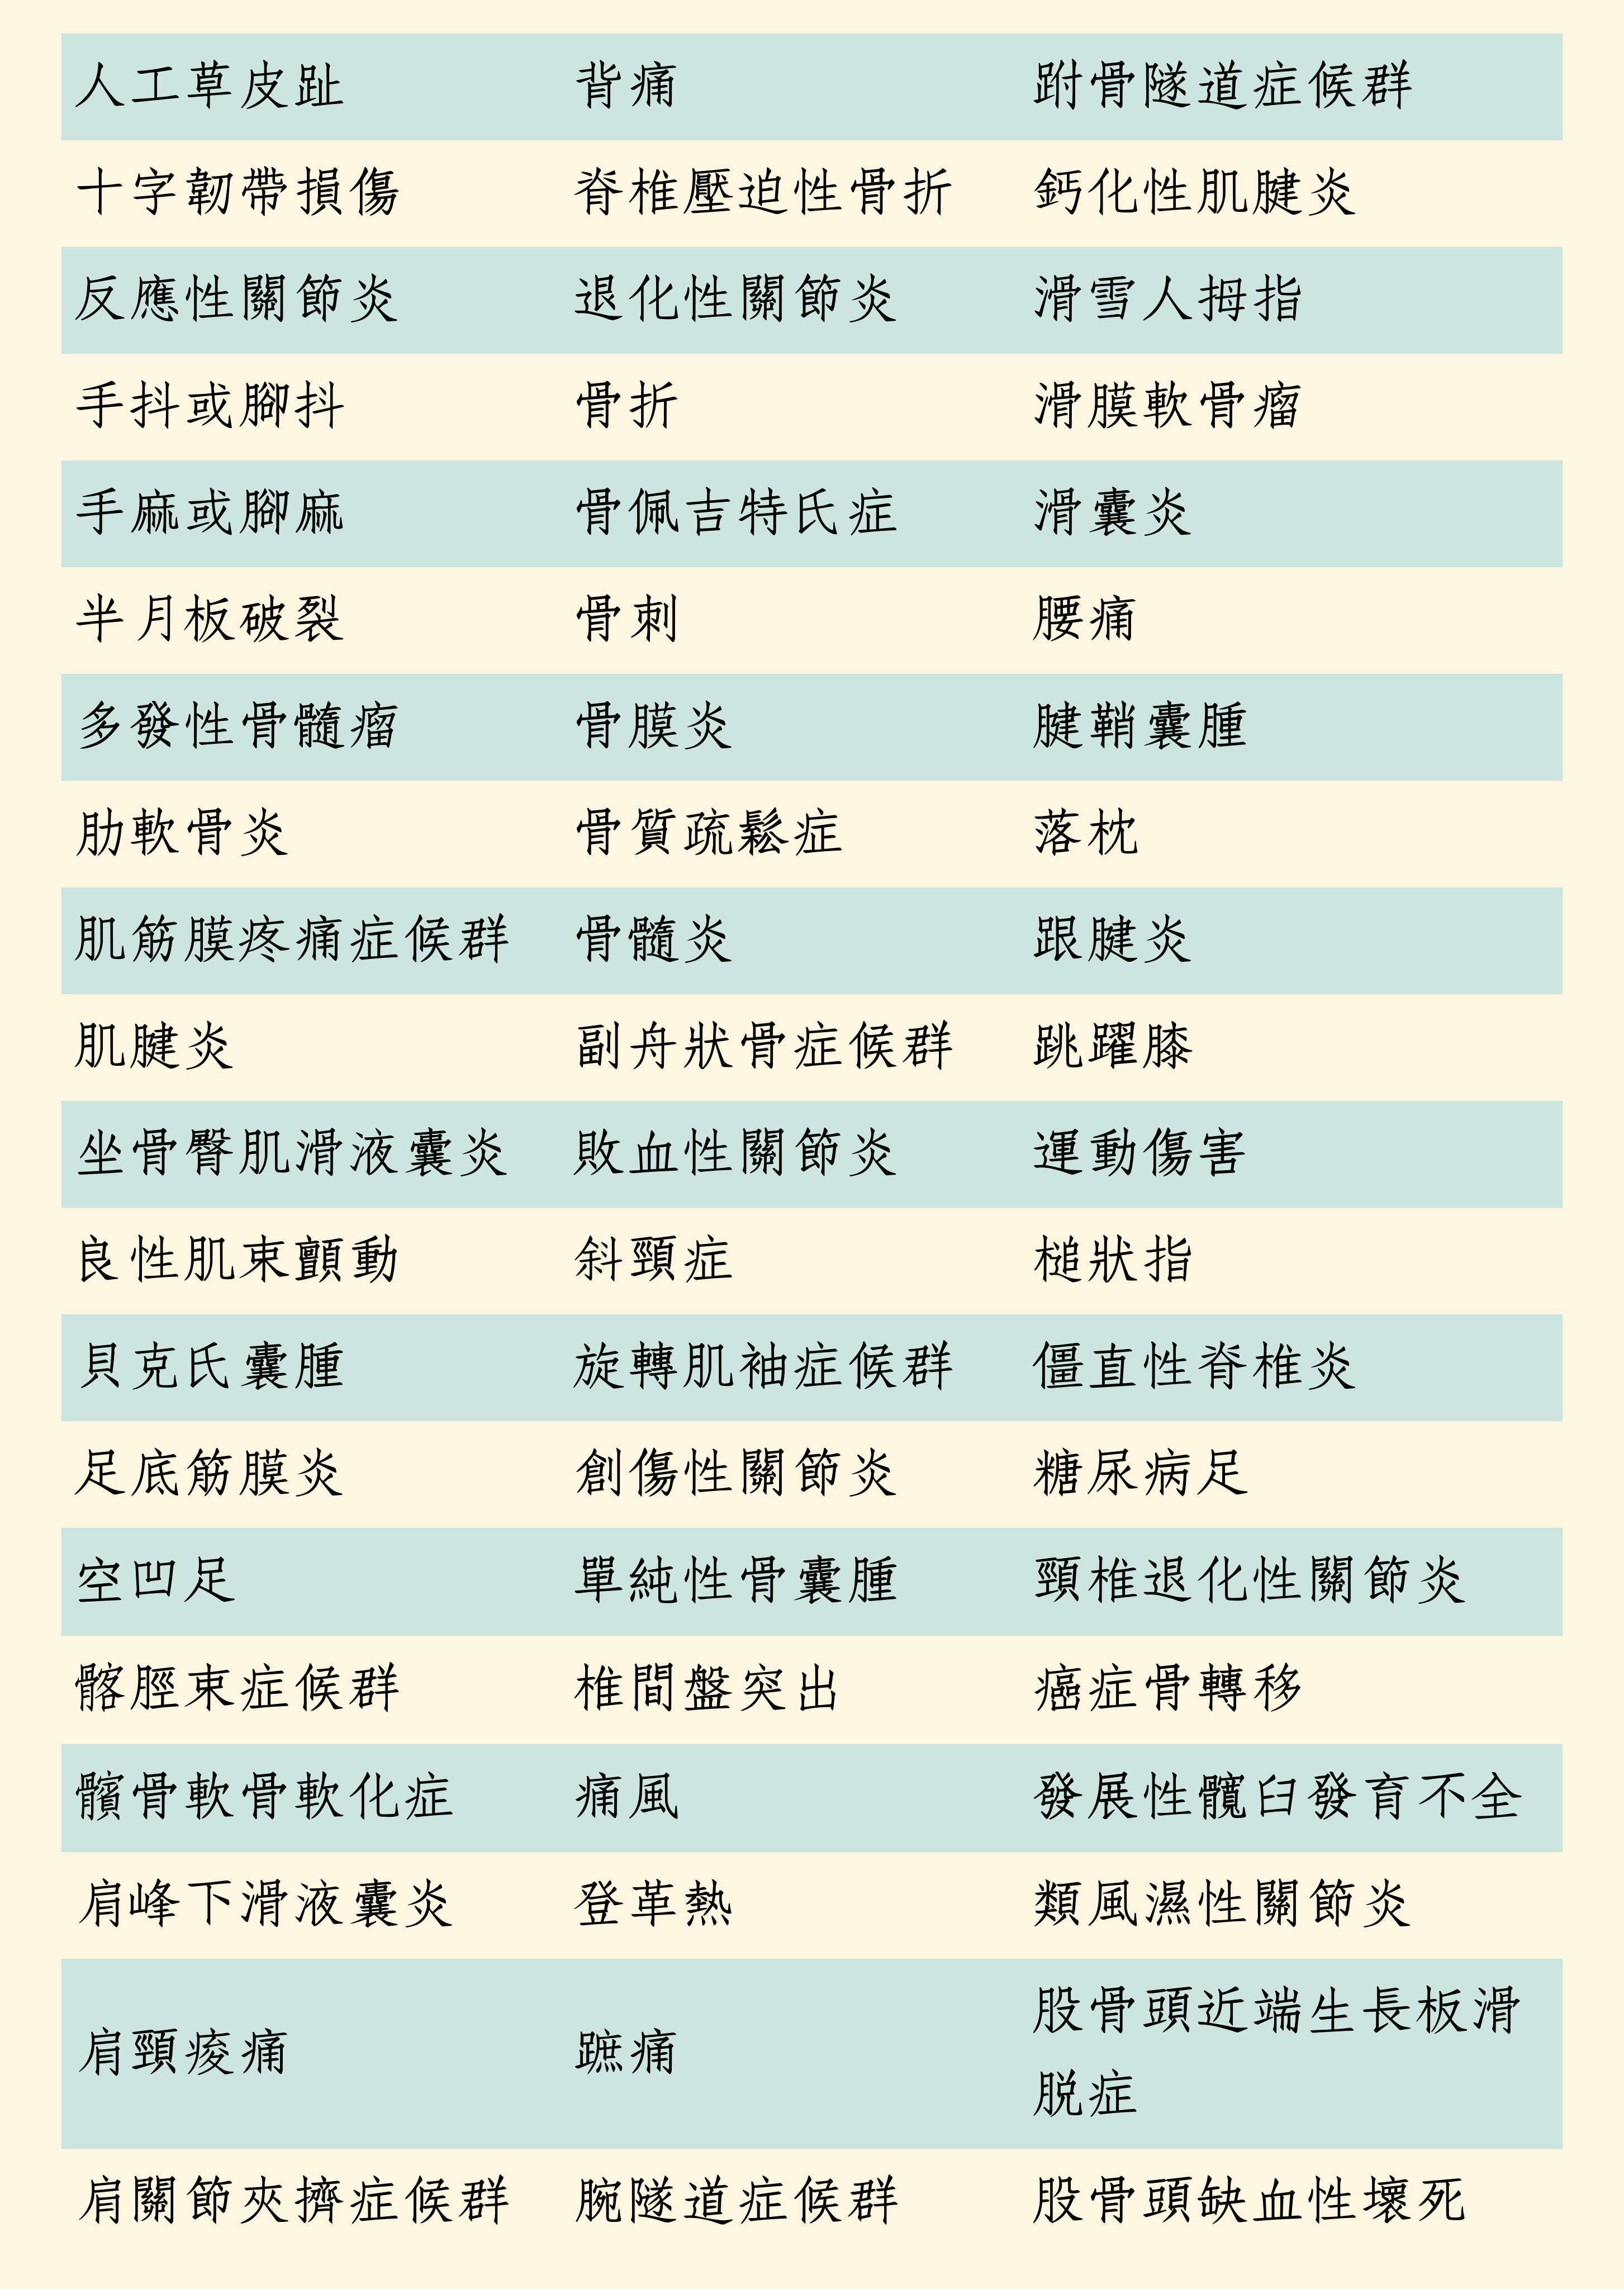 人工草皮趾 背痛 跗骨隧道症候群
十字韌帶損傷 脊椎壓迫性骨折 鈣化性肌腱炎
反應性關節炎 退化性關節炎 滑雪人拇指
手抖或腳抖 骨折 滑膜軟骨瘤
手麻或腳麻 骨佩吉特氏症 滑囊炎
半月板破裂 骨刺 腰痛
多發性骨髓瘤 骨膜炎 腱鞘囊腫
肋軟骨炎 骨質疏鬆症 落枕
肌筋膜疼痛症候群 骨髓炎 跟腱炎
肌腱炎 副舟狀骨症候群 跳躍膝
坐骨臀肌滑液囊炎 敗血性關節炎 運動傷害
良性肌束顫動 斜頸症 槌狀指
貝克氏囊腫 旋轉肌袖症候群 僵直性脊椎炎
足底筋膜炎 創傷性關節炎 糖尿病足
空凹足 單純性骨囊腫 頸椎退化性關節炎
髂脛束症候群 椎間盤突出 癌症骨轉移
髕骨軟骨軟化症 痛風 發展性髖臼發育不全
肩峰下滑液囊炎 登革熱 類風濕性關節炎
肩頸痠痛 蹠痛 股骨頭近端生長板滑
脫症
肩關節夾擠症候群 腕隧道症候群 股骨頭缺血性壞死